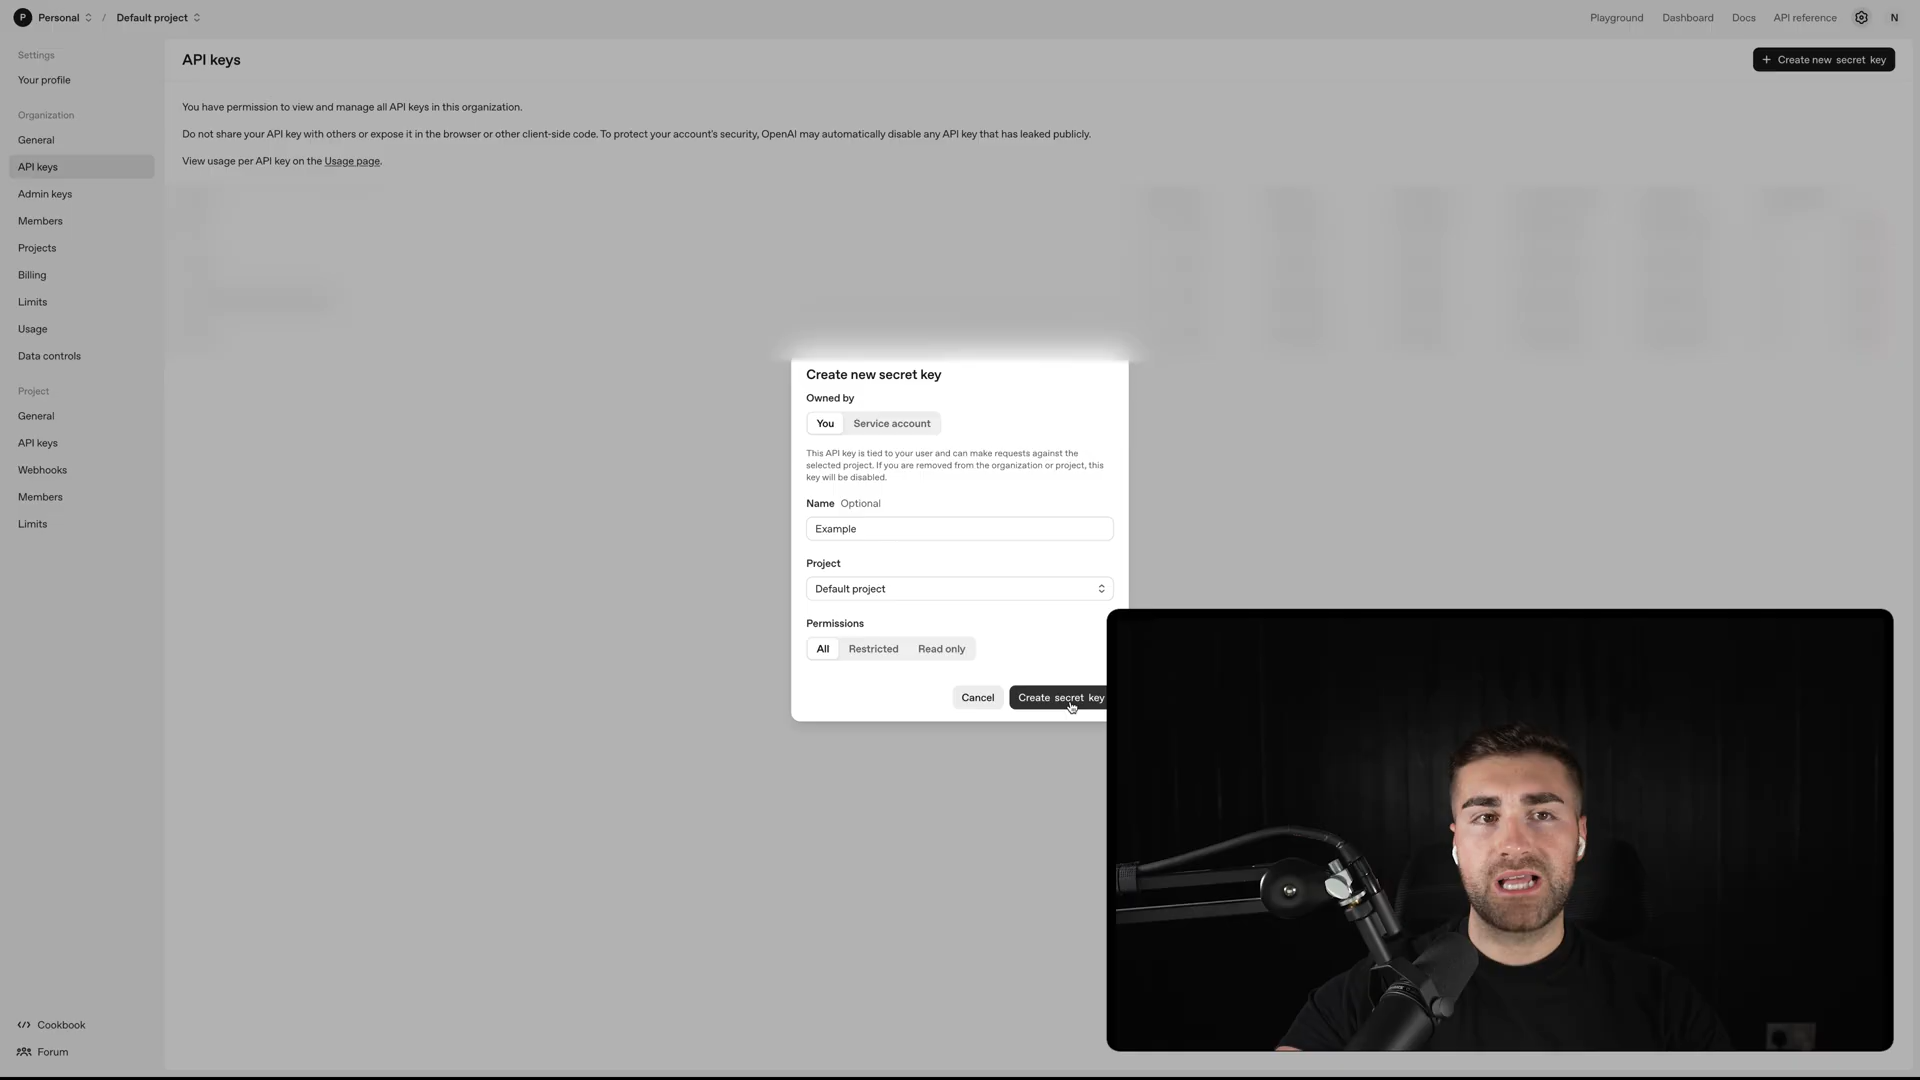 P Personal / Default project
Playground Dashboard Docs API reference N
Settings
Your profile
Organization
General
API keys
Admin keys
Members
Projects
Billing
Limits
Usage
Data controls
Project
General
API keys
Webhooks
Members
Limits
Cookbook
Forum
API keys
+ Create new secret key
You have permission to view and manage all API keys in this organization.
Do not share your API key with others or expose it in the browser or other client-side code. To protect your account's security, OpenAI may automatically disable any API key that has leaked publicly.
View usage per API key on the Usage page.
Create new secret key
Owned by
You Service account
This API key is tied to your user and can make requests against the
selected project. If you are removed from the organization or project, this
key will be disabled.
Name Optional
Example
Project
Default project
Permissions
All Restricted Read only
Cancel Create secret key